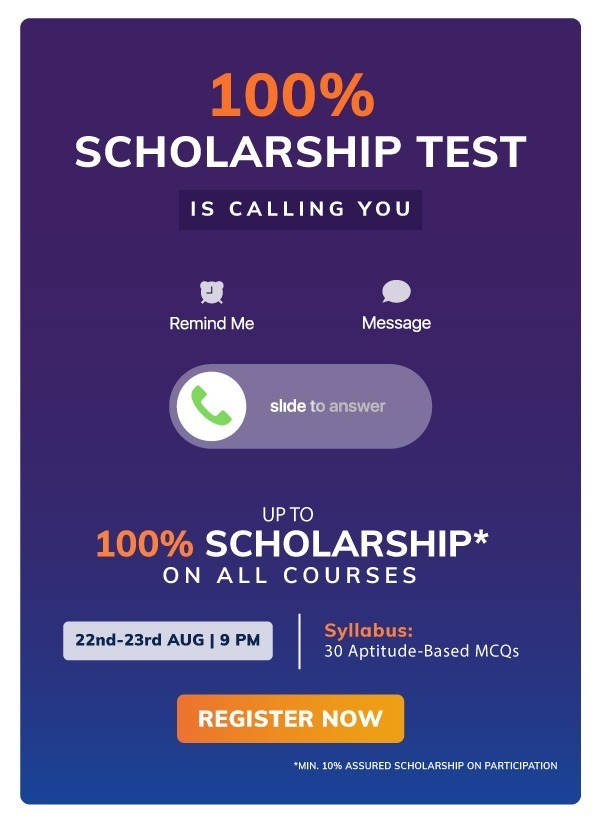 100%
SCHOLARSHIP TEST
IS CALLING YOU
Remind Me
Message
slide to answer
UP TO
100% SCHOLARSHIP*
ON ALL COURSES
22nd-23rd AUG | 9 PM
Syllabus:
30 Aptitude-Based MCQs
REGISTER NOW
*MIN. 10% ASSURED SCHOLARSHIP ON PARTICIPATION